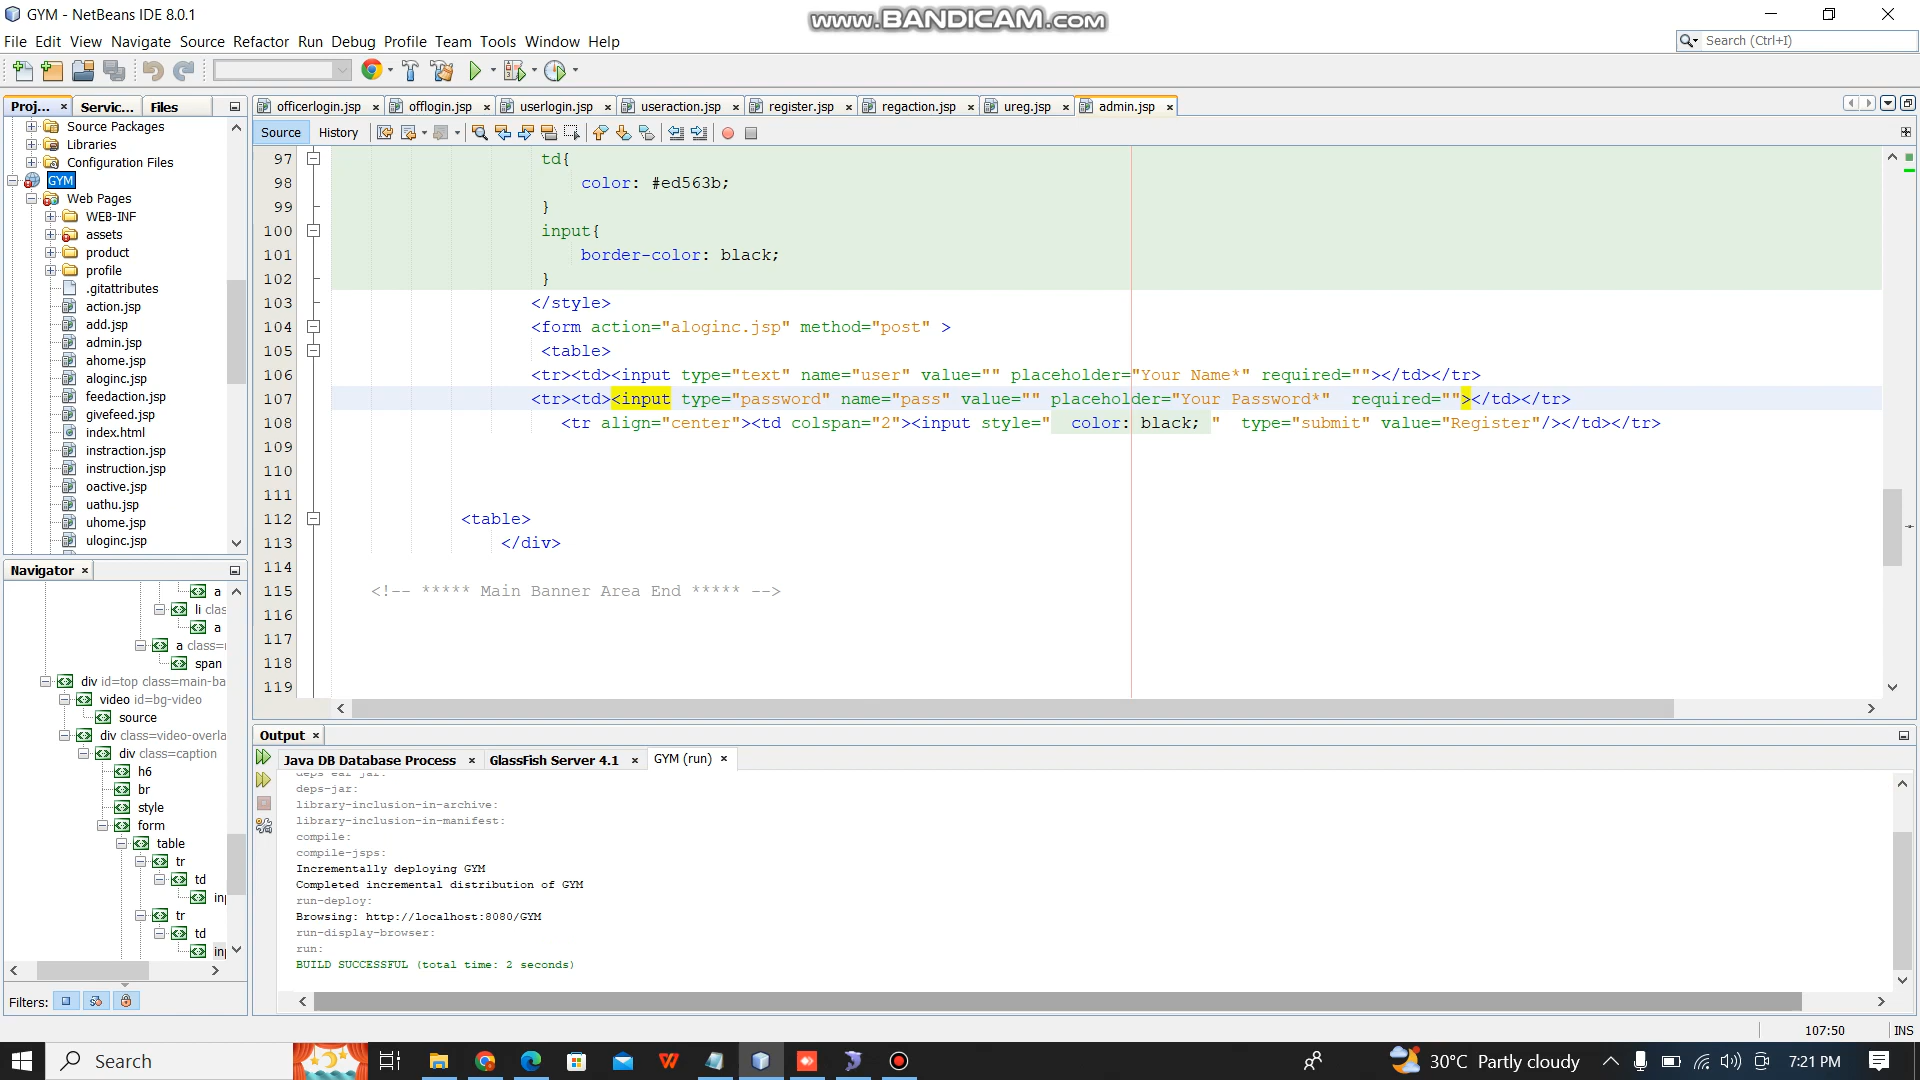 GYM - NetBeans IDE 8.0.1
www.BANDICAM.com
File Edit View Navigate Source Refactor Run Debug Profile Team Tools Window Help
Search (Ctrl+I)
Proj... × Servic... Files
officerlogin.jsp × offlogin.jsp × userlogin.jsp × useraction.jsp × register.jsp × regaction.jsp × ureg.jsp × admin.jsp ×
Source History
Source Packages
Libraries
Configuration Files
GYM
Web Pages
WEB-INF
assets
product
profile
.gitattributes
action.jsp
add.jsp
admin.jsp
ahome.jsp
aloginc.jsp
feedaction.jsp
givefeed.jsp
index.html
instraction.jsp
instruction.jsp
oactive.jsp
uathu.jsp
uhome.jsp
uloginc.jsp
97 td{
98 color: #ed563b;
99 }
100 input{
101 border-color: black;
102 }
103 </style>
104 <form action="aloginc.jsp" method="post" >
105 <table>
106 <tr><td><input type="text" name="user" value="" placeholder="Your Name*" required=""></td></tr>
107 <tr><td><input type="password" name="pass" value="" placeholder="Your Password*"  required=""></td></tr>
108 <tr align="center"><td colspan="2"><input style="  color: black; "  type="submit" value="Register"/></td></tr>
109
110
111
112 <table>
113 </div>
114
115 <!-- ***** Main Banner Area End ***** -->
116
117
118
119
Navigator ×
a
li clas
a
a class=
span
div id=top class=main-ba
video id=bg-video
source
div class=video-overla
div class=caption
h6
br
style
form
table
tr
td
inp
tr
td
inp
Filters:
Output ×
Java DB Database Process × GlassFish Server 4.1 × GYM (run) ×
deps-ear-jar:
deps-jar:
library-inclusion-in-archive:
library-inclusion-in-manifest:
compile:
compile-jsps:
Incrementally deploying GYM
Completed incremental distribution of GYM
run-deploy:
Browsing: http://localhost:8080/GYM
run-display-browser:
run:
BUILD SUCCESSFUL (total time: 2 seconds)
107:50 INS
Search
30°C Partly cloudy
7:21 PM